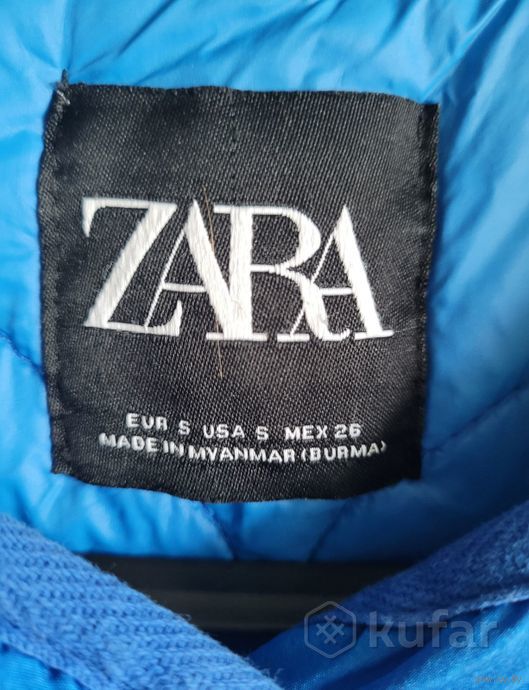 ZARA
EUR S USA S MEX 26
MADE IN MYANMAR (BURMA)
kufar